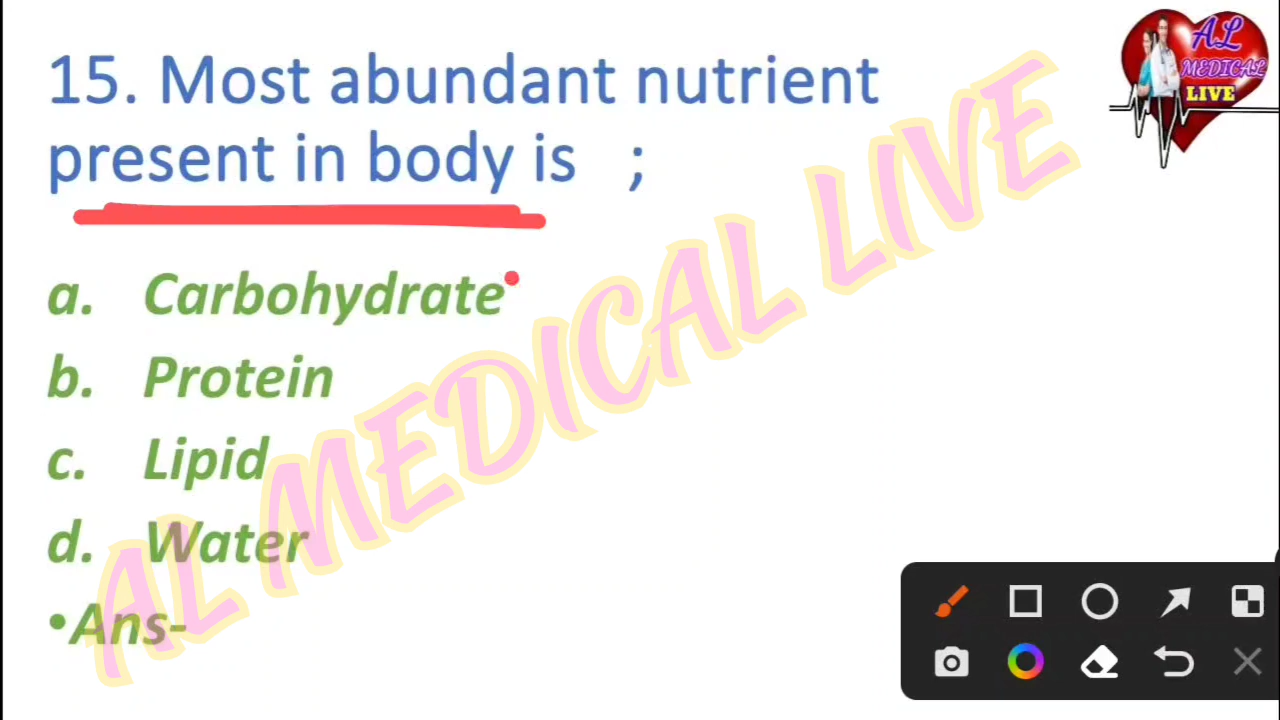 15. Most abundant nutrient
present in body is ;
a. Carbohydrate
b. Protein
c. Lipid
d. Water
•Ans-
AL MEDICAL LIVE
AL
MEDICAL
LIVE